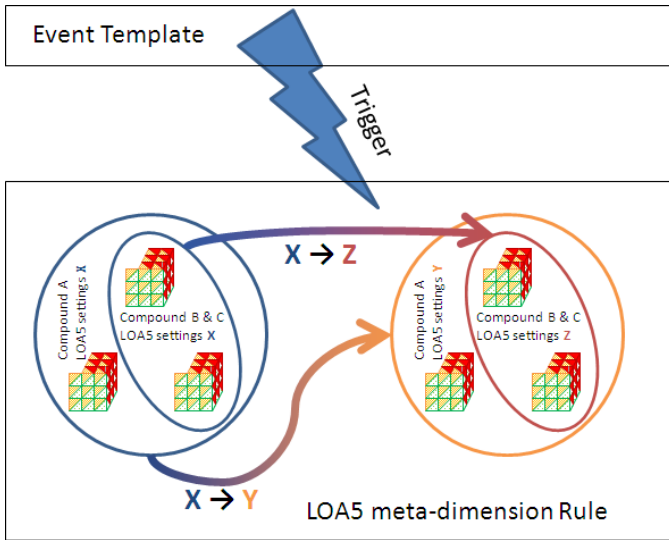 Event Template
Trigger
X → Z
Compound A
LOA5 settings X
Compound B & C
LOA5 settings X
Compound A
LOA5 settings Y
Compound B & C
LOA5 settings Z
X → Y
LOA5 meta-dimension Rule